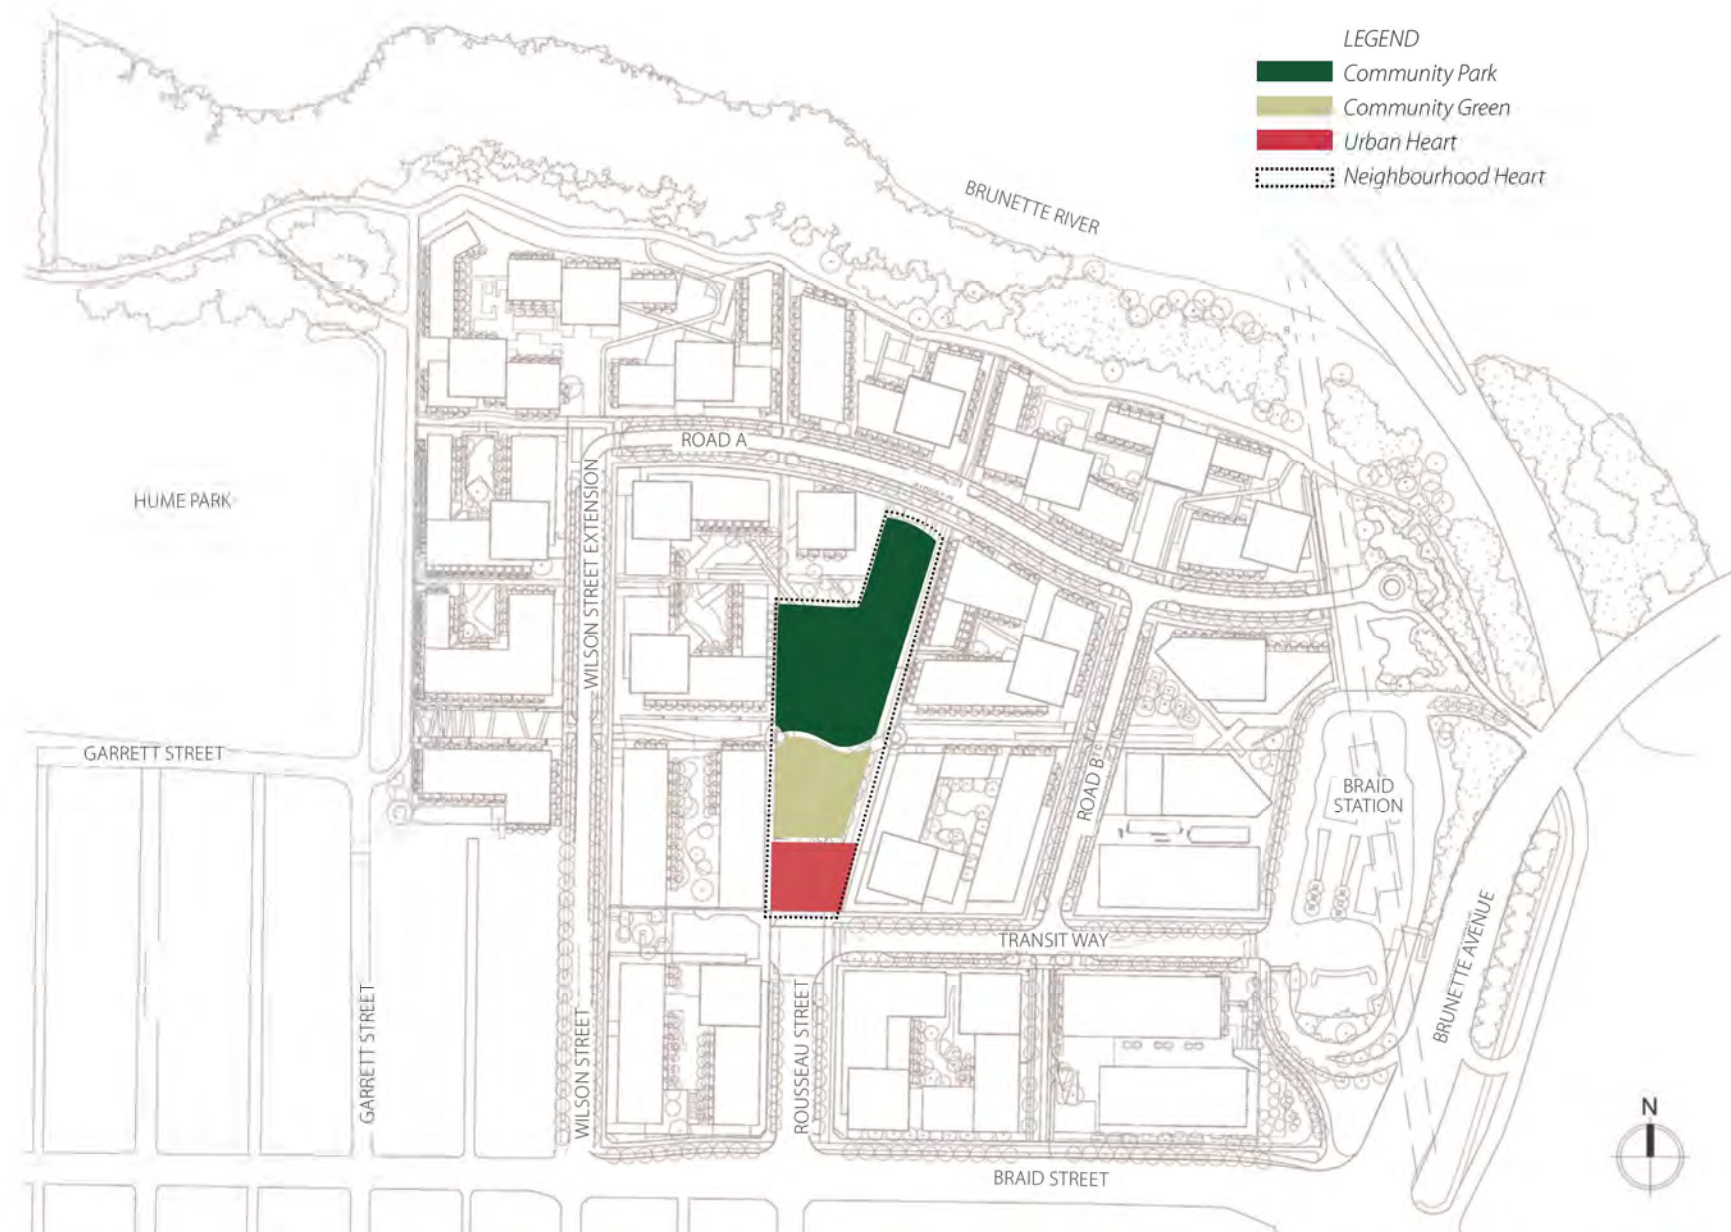 LEGEND
Community Park
Community Green
Urban Heart
Neighbourhood Heart
BRUNETTE RIVER
ROAD A
HUME PARK
WILSON STREET EXTENSION
GARRETT STREET
ROAD B
BRAID
STATION
TRANSIT WAY
BRUNETTE AVENUE
GARRETT STREET
WILSON STREET
ROUSSEAU STREET
N
BRAID STREET